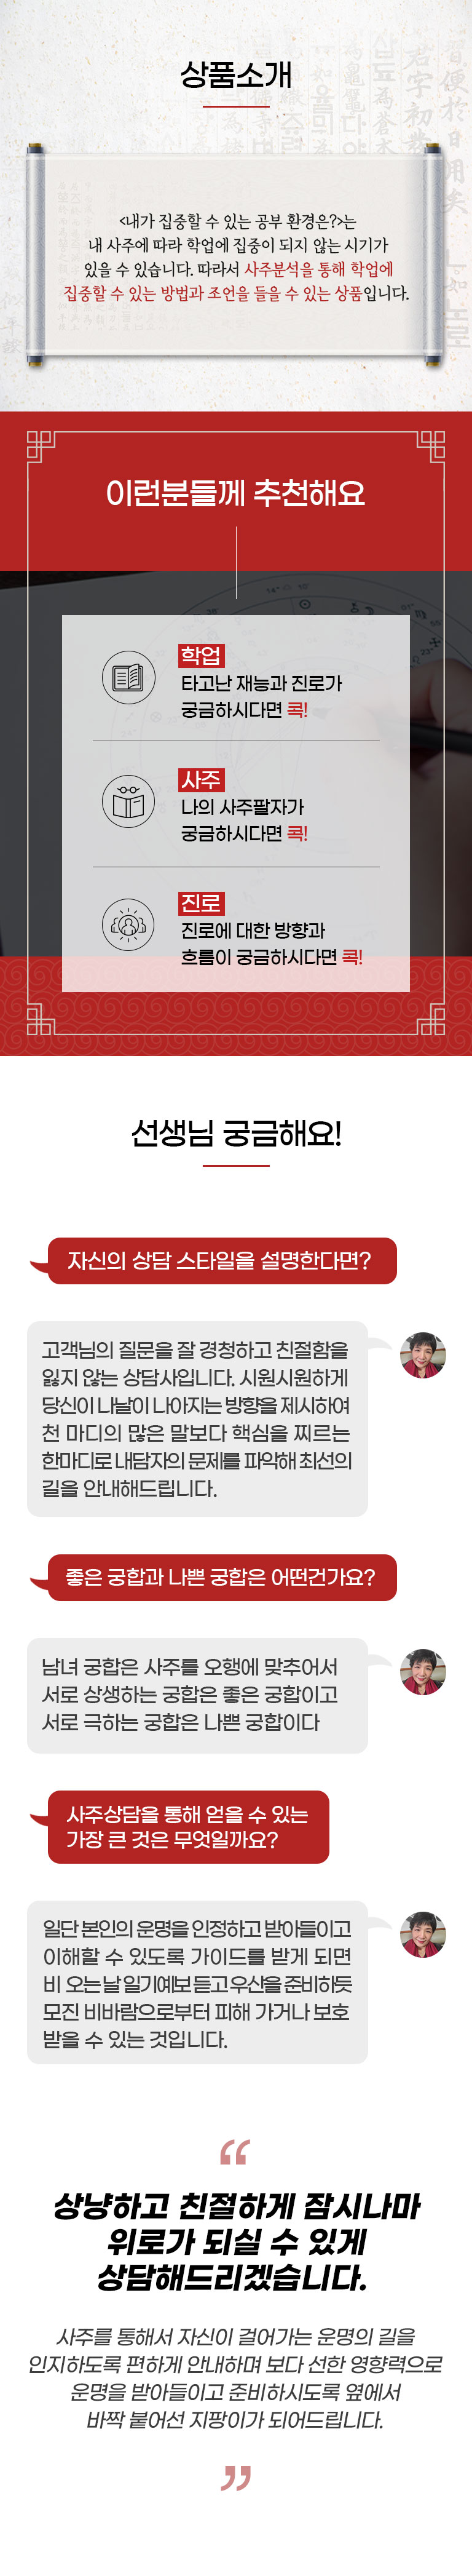 상품소개
<내가 집중할 수 있는 공부 환경은?>는
내 사주에 따라 학업에 집중이 되지 않는 시기가
있을 수 있습니다. 따라서 사주분석을 통해 학업에
집중할 수 있는 방법과 조언을 들을 수 있는 상품입니다.
이런분들께 추천해요
학업
타고난 재능과 진로가
궁금하시다면 콕!
사주
나의 사주팔자가
궁금하시다면 콕!
진로
진로에 대한 방향과
흐름이 궁금하시다면 콕!
선생님 궁금해요!
자신의 상담 스타일을 설명한다면?
고객님의 질문을 잘 경청하고 친절함을
잃지 않는 상담사입니다. 시원시원하게
당신이 나날이 나아지는 방향을 제시하여
천 마디의 많은 말보다 핵심을 찌르는
한마디로 내담자의 문제를 파악해 최선의
길을 안내해드립니다.
좋은 궁합과 나쁜 궁합은 어떤건가요?
남녀 궁합은 사주를 오행에 맞추어서
서로 상생하는 궁합은 좋은 궁합이고
서로 극하는 궁합은 나쁜 궁합이다
사주상담을 통해 얻을 수 있는
가장 큰 것은 무엇일까요?
일단 본인의 운명을 인정하고 받아들이고
이해할 수 있도록 가이드를 받게 되면
비 오는 날 일기예보 듣고 우산을 준비하듯
모진 비바람으로부터 피해 가거나 보호
받을 수 있는 것입니다.
“
상냥하고 친절하게 잠시나마
위로가 되실 수 있게
상담해드리겠습니다.
사주를 통해서 자신이 걸어가는 운명의 길을
인지하도록 편하게 안내하며 보다 선한 영향력으로
운명을 받아들이고 준비하시도록 옆에서
바짝 붙어선 지팡이가 되어드립니다.
”